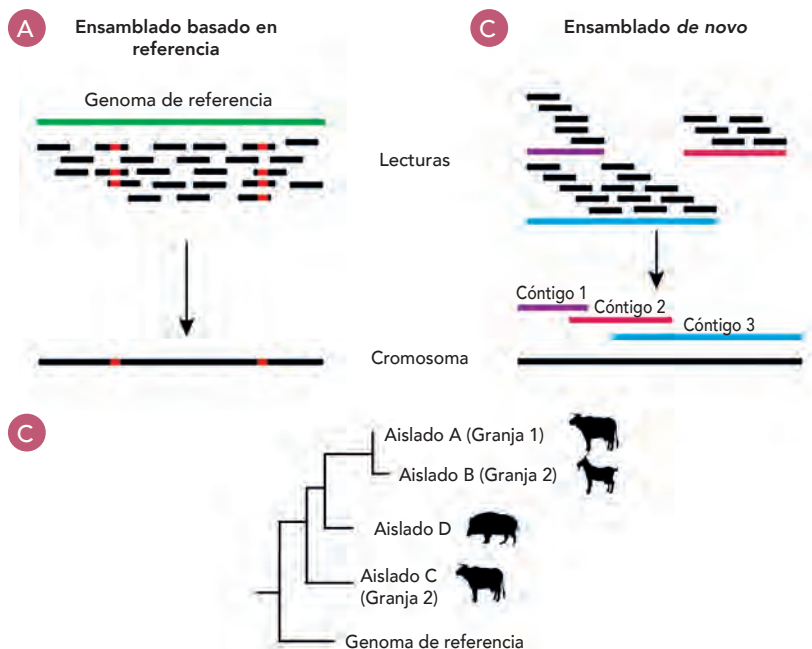 A
Ensamblado basado en
referencia
Genoma de referencia
C
Ensamblado de novo
Lecturas
Cóntigo 1
Cóntigo 2
Cóntigo 3
Cromosoma
C
Aislado A (Granja 1)
Aislado B (Granja 2)
Aislado D
Aislado C
(Granja 2)
Genoma de referencia